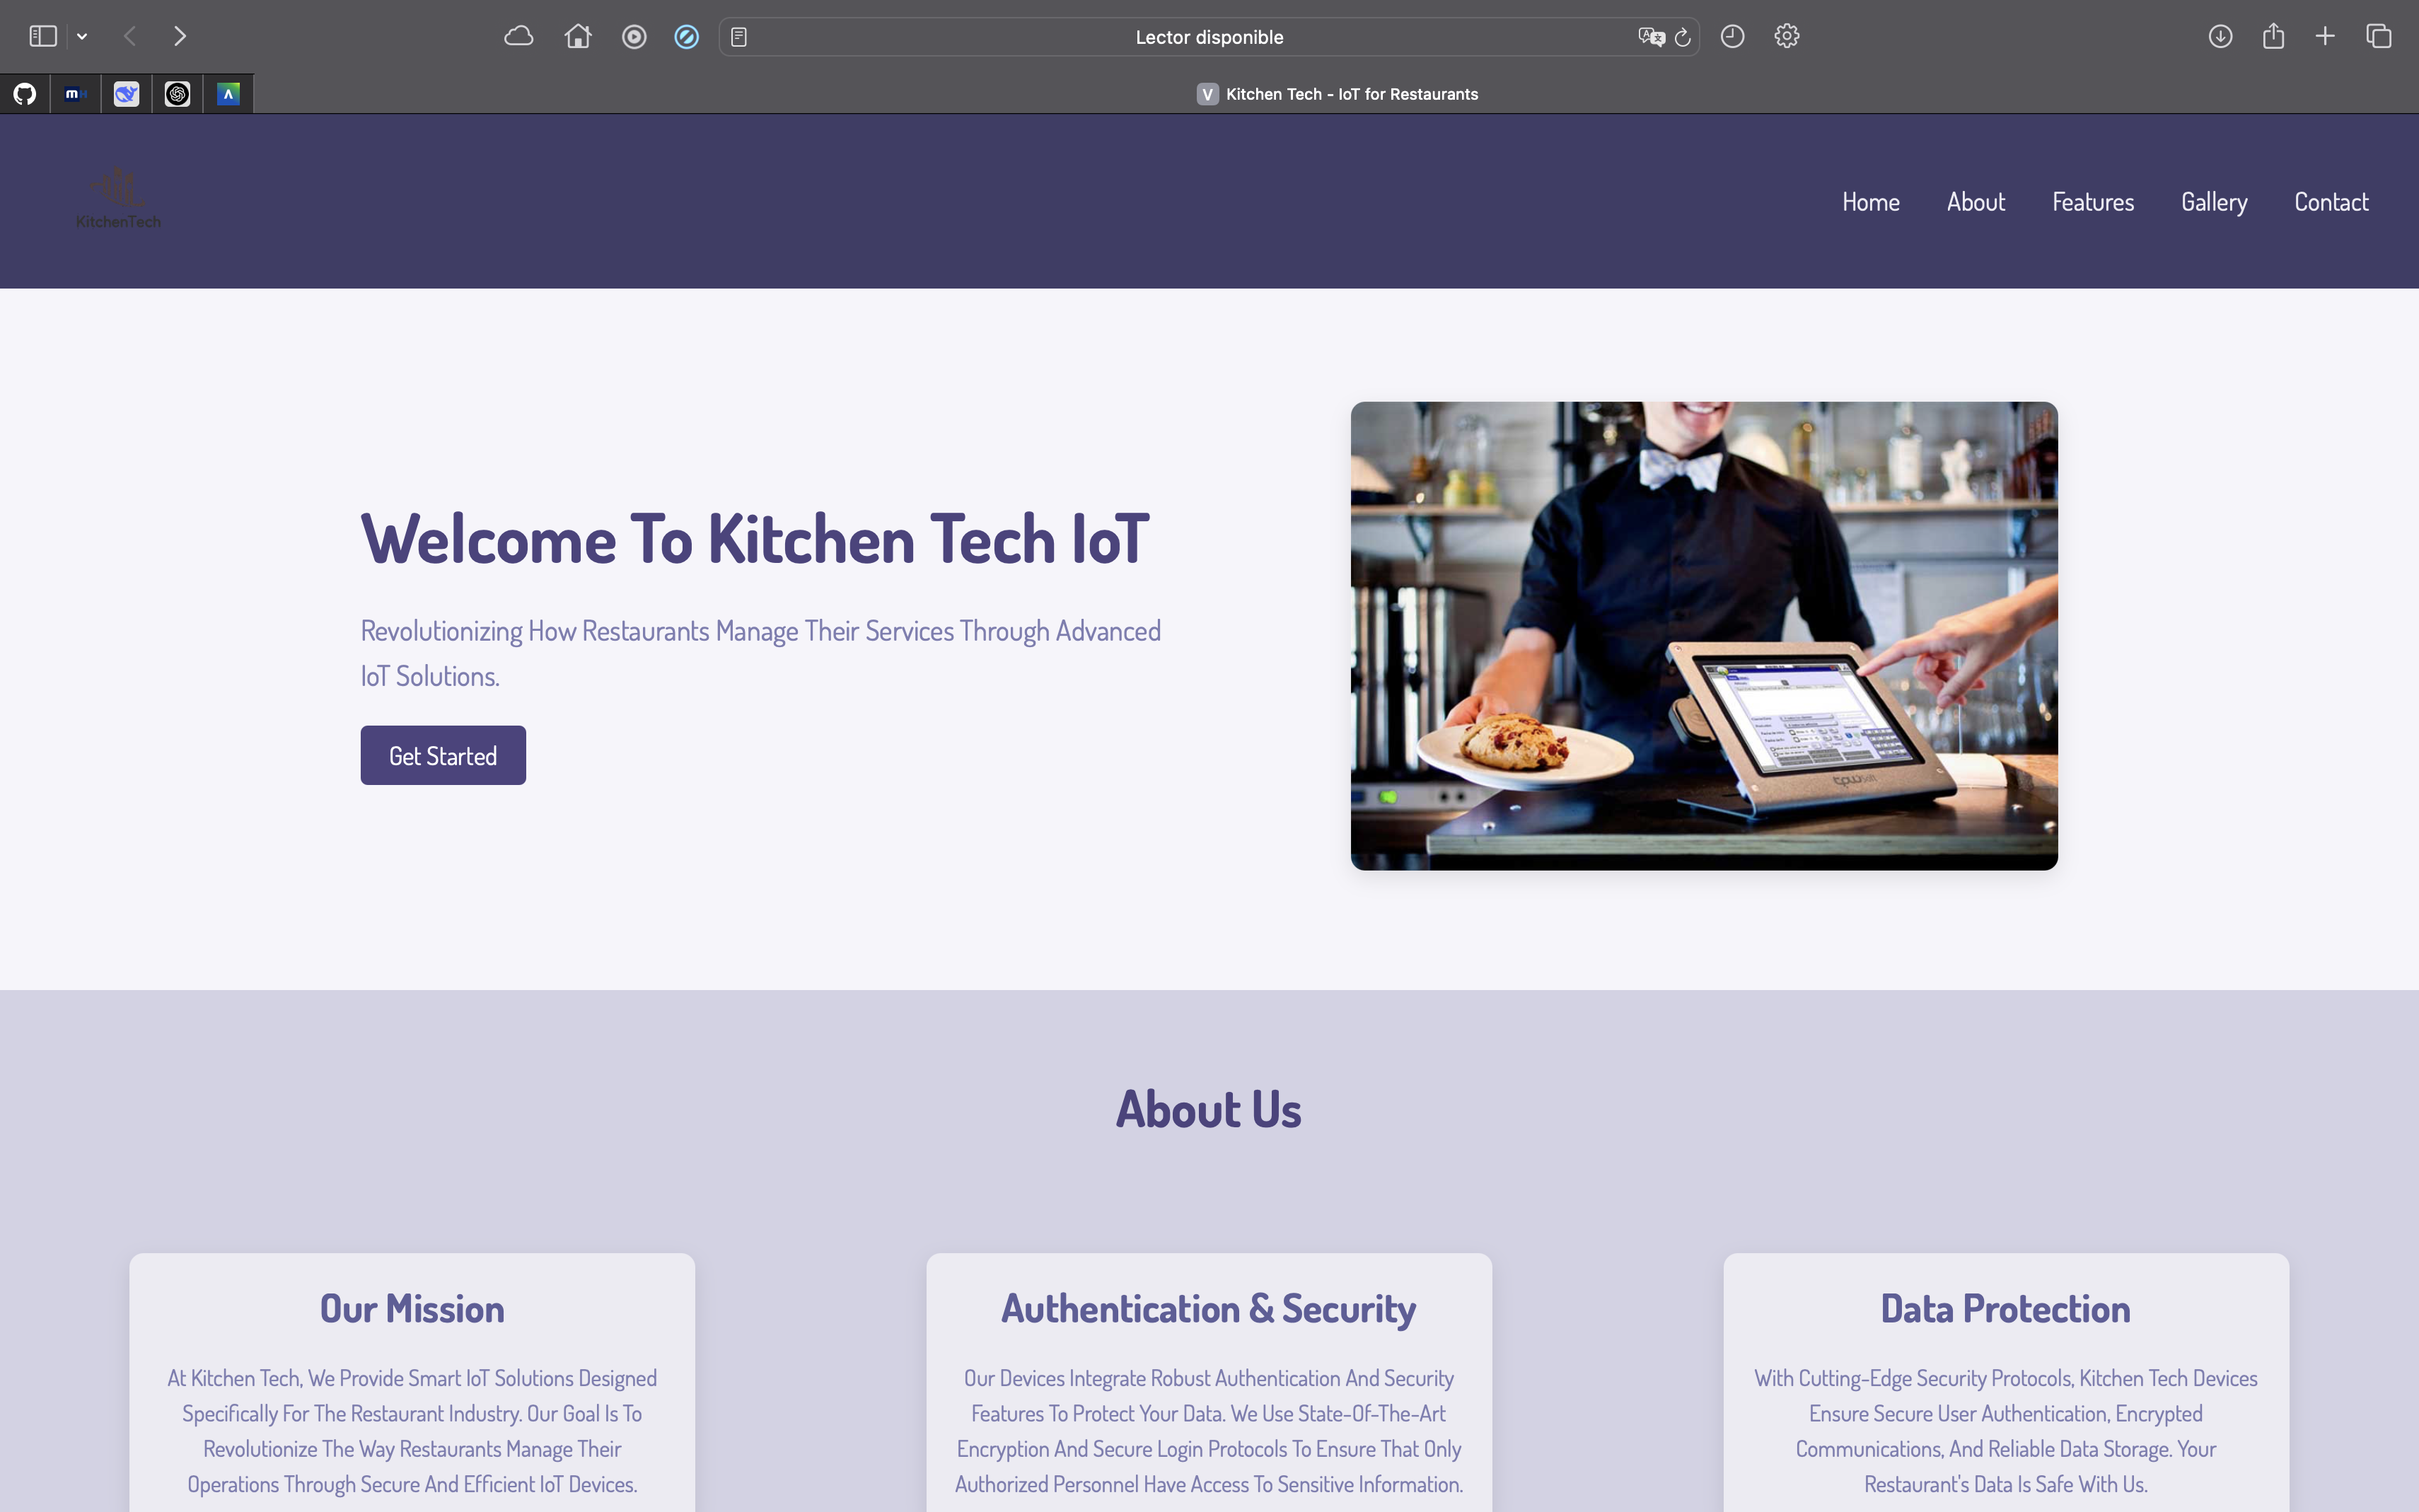 Lector disponible
Kitchen Tech - IoT for Restaurants
KitchenTech
Home About Features Gallery Contact
Welcome To Kitchen Tech IoT
Revolutionizing How Restaurants Manage Their Services Through Advanced
IoT Solutions.
Get Started
About Us
Our Mission
At Kitchen Tech, We Provide Smart IoT Solutions Designed
Specifically For The Restaurant Industry. Our Goal Is To
Revolutionize The Way Restaurants Manage Their
Operations Through Secure And Efficient IoT Devices.
Authentication & Security
Our Devices Integrate Robust Authentication And Security
Features To Protect Your Data. We Use State-Of-The-Art
Encryption And Secure Login Protocols To Ensure That Only
Authorized Personnel Have Access To Sensitive Information.
Data Protection
With Cutting-Edge Security Protocols, Kitchen Tech Devices
Ensure Secure User Authentication, Encrypted
Communications, And Reliable Data Storage. Your
Restaurant's Data Is Safe With Us.